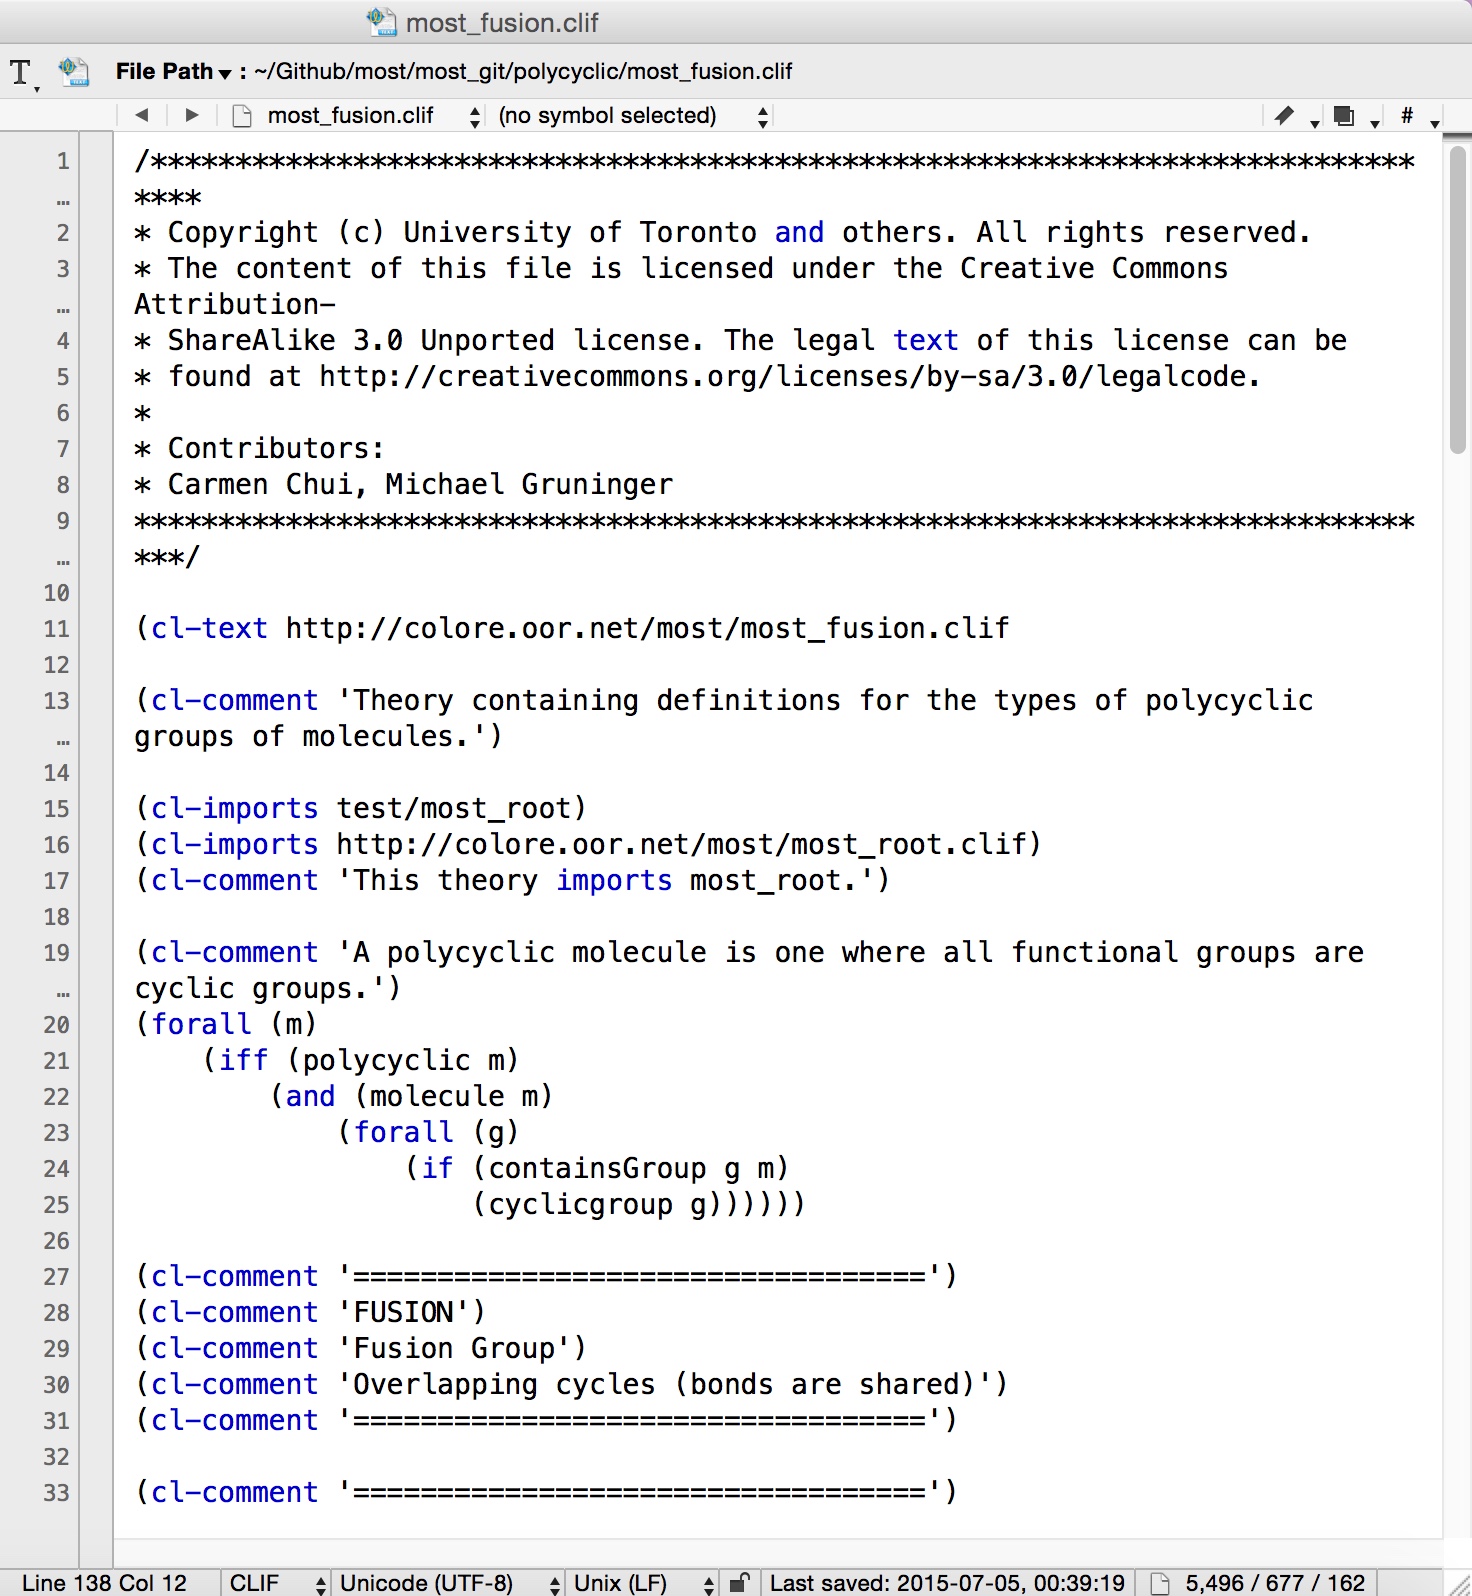 most_fusion.clif
T File Path ▾ : ~/Github/most/most_git/polycyclic/most_fusion.clif
◀ ▶ most_fusion.clif (no symbol selected) #
1 /***************************************************************************
… ****
2 * Copyright (c) University of Toronto and others. All rights reserved.
3 * The content of this file is licensed under the Creative Commons
… Attribution-
4 * ShareAlike 3.0 Unported license. The legal text of this license can be
5 * found at http://creativecommons.org/licenses/by-sa/3.0/legalcode.
6 *
7 * Contributors:
8 * Carmen Chui, Michael Gruninger
9 ****************************************************************************
… ***/
10
11 (cl-text http://colore.oor.net/most/most_fusion.clif
12
13 (cl-comment 'Theory containing definitions for the types of polycyclic
… groups of molecules.')
14
15 (cl-imports test/most_root)
16 (cl-imports http://colore.oor.net/most/most_root.clif)
17 (cl-comment 'This theory imports most_root.')
18
19 (cl-comment 'A polycyclic molecule is one where all functional groups are
… cyclic groups.')
20 (forall (m)
21     (iff (polycyclic m)
22         (and (molecule m)
23             (forall (g)
24                 (if (containsGroup g m)
25                     (cyclicgroup g))))))
26
27 (cl-comment '==================================')
28 (cl-comment 'FUSION')
29 (cl-comment 'Fusion Group')
30 (cl-comment 'Overlapping cycles (bonds are shared)')
31 (cl-comment '==================================')
32
33 (cl-comment '==================================')
Line 138 Col 12 CLIF Unicode (UTF-8) Unix (LF) Last saved: 2015-07-05, 00:39:19 5,496 / 677 / 162